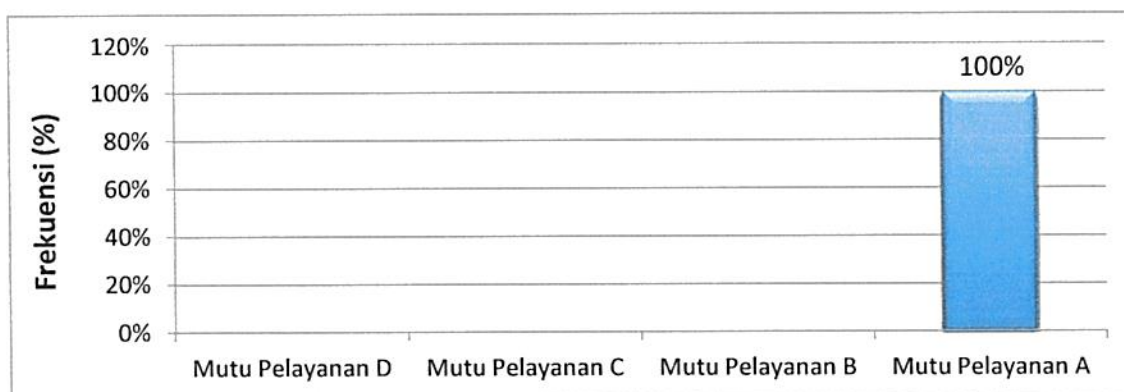 120%
100%
80%
60%
40%
20%
0%
Frekuensi (%)
100%
Mutu Pelayanan D
Mutu Pelayanan C
Mutu Pelayanan B
Mutu Pelayanan A